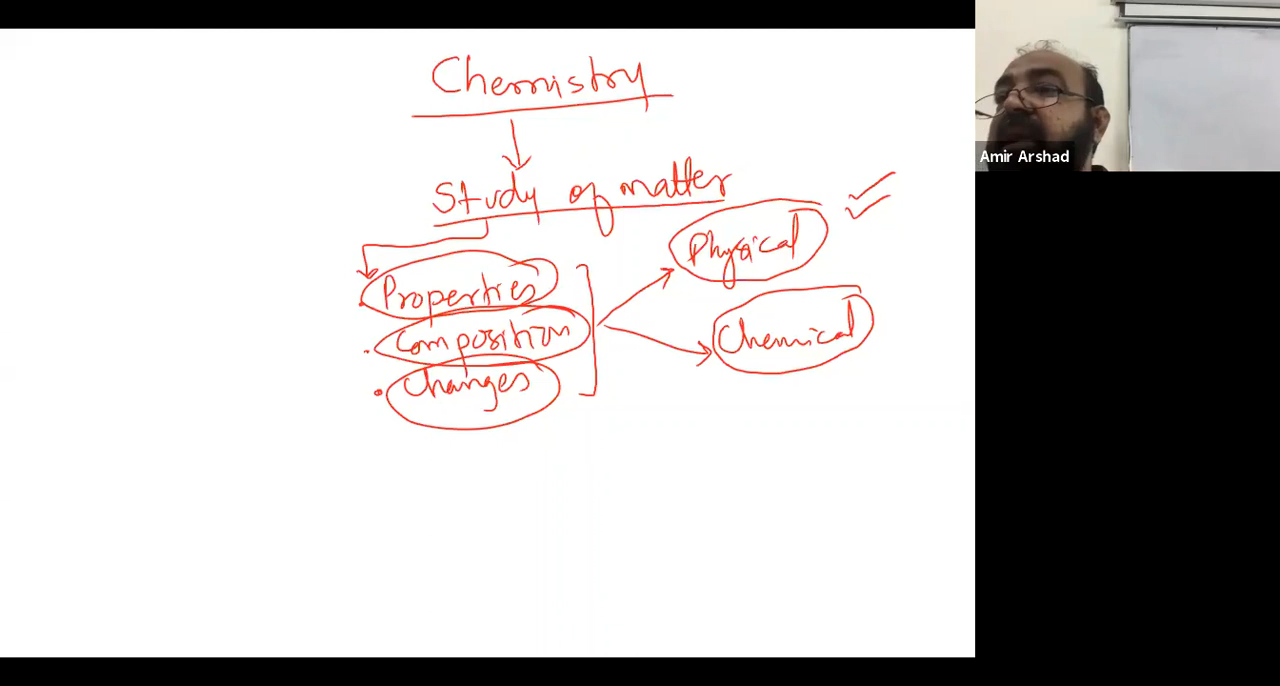 Chemistry
Study of matter
Physical
Properties
Composition
Chemical
Changes
Amir Arshad